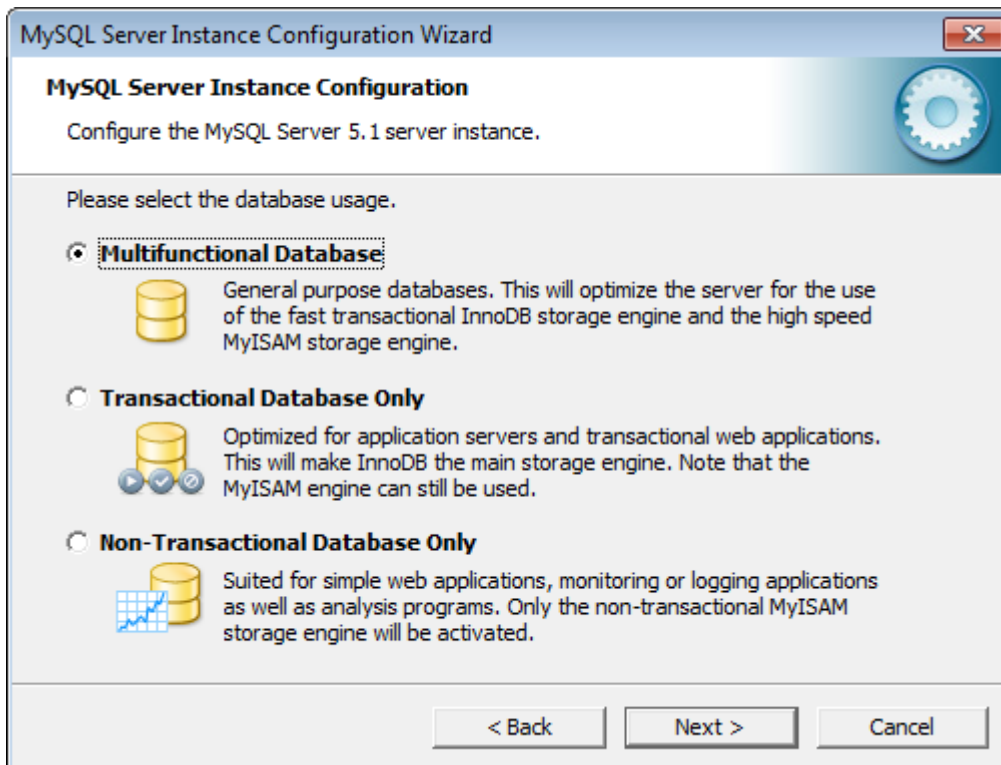 MySQL Server Instance Configuration Wizard
MySQL Server Instance Configuration
Configure the MySQL Server 5.1 server instance.
Please select the database usage.
Multifunctional Database
General purpose databases. This will optimize the server for the use
of the fast transactional InnoDB storage engine and the high speed
MyISAM storage engine.
Transactional Database Only
Optimized for application servers and transactional web applications.
This will make InnoDB the main storage engine. Note that the
MyISAM engine can still be used.
Non-Transactional Database Only
Suited for simple web applications, monitoring or logging applications
as well as analysis programs. Only the non-transactional MyISAM
storage engine will be activated.
< Back
Next >
Cancel